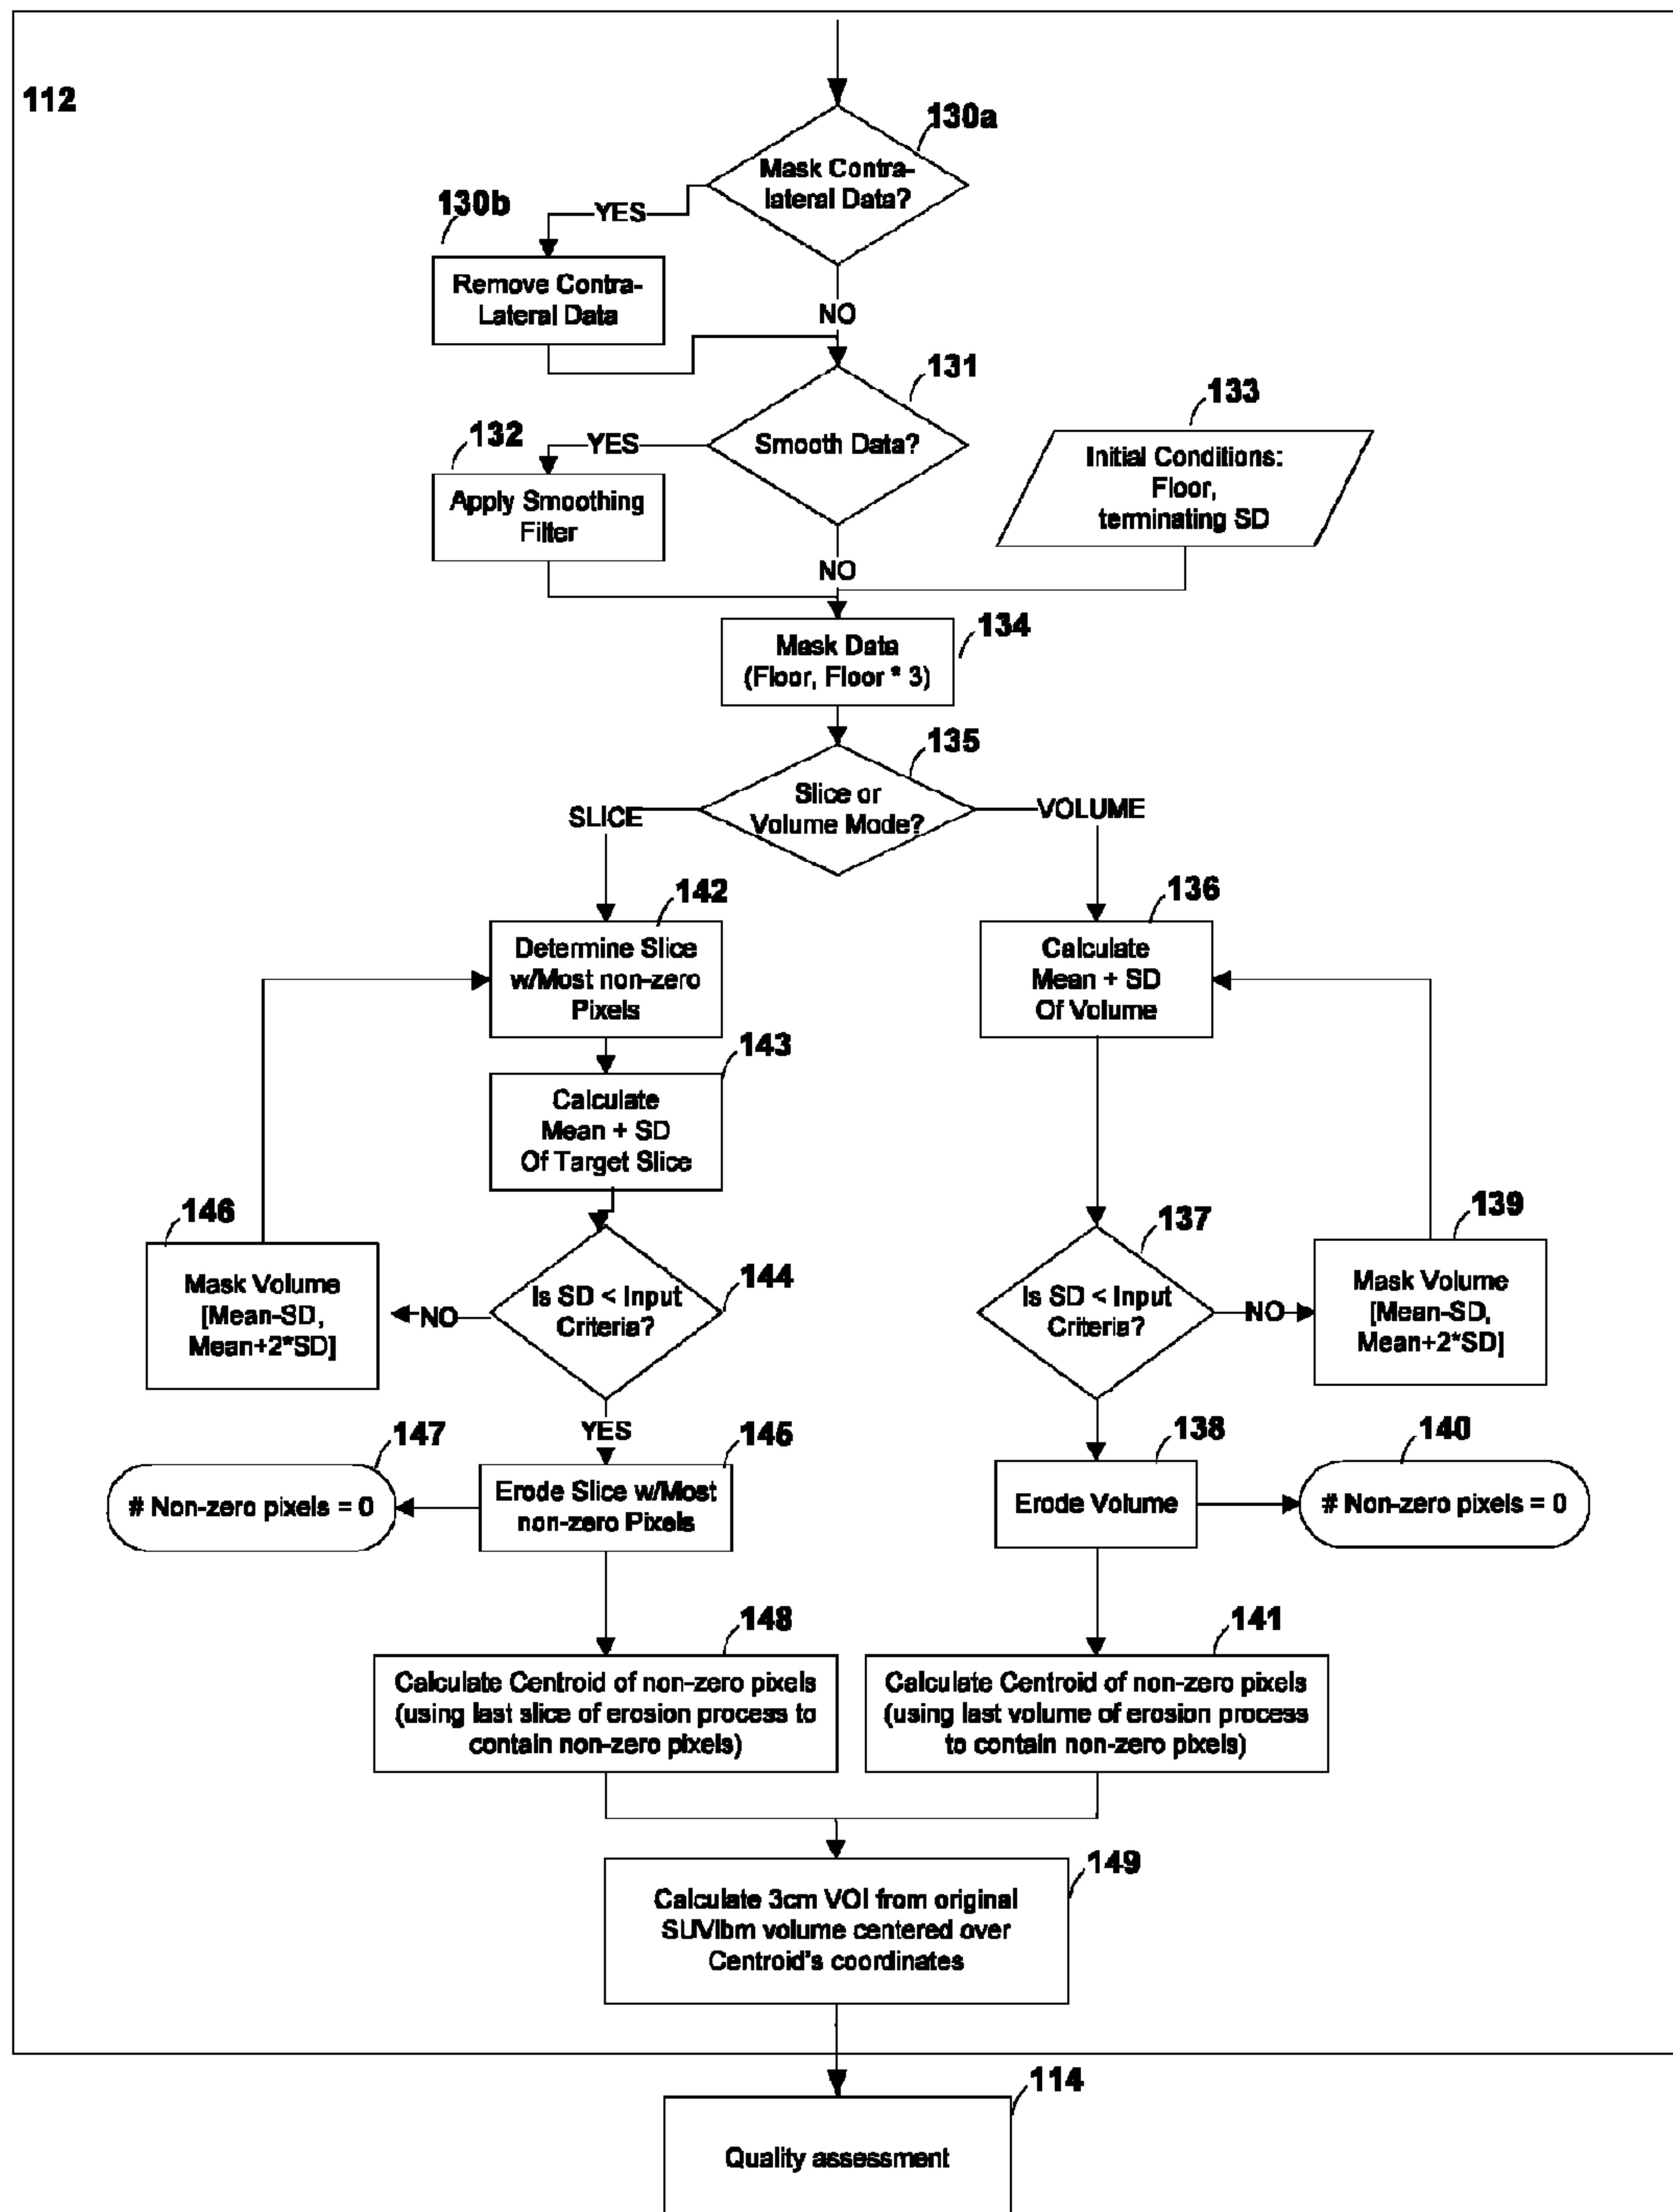 112
130a
Mask Contra-
lateral Data?
130b
YES
Remove Contra-
Lateral Data
NO
131
133
132
YES
Smooth Data?
Initial Conditions:
Floor,
terminating SD
Apply Smoothing
Filter
NO
134
Mask Data
(Floor, Floor * 3)
135
Slice or
Volume Mode?
SLICE
VOLUME
142
136
Determine Slice
w/Most non-zero
Pixels
Calculate
Mean + SD
Of Volume
143
Calculate
Mean + SD
Of Target Slice
146
144
137
139
Mask Volume
[Mean-SD,
Mean+2*SD]
NO
Is SD < Input
Criteria?
Is SD < Input
Criteria?
NO
Mask Volume
[Mean-SD,
Mean+2*SD]
YES
147
145
138
140
# Non-zero pixels = 0
Erode Slice w/Most
non-zero Pixels
Erode Volume
# Non-zero pixels = 0
148
141
Calculate Centroid of non-zero pixels
(using last slice of erosion process to
contain non-zero pixels)
Calculate Centroid of non-zero pixels
(using last volume of erosion process
to contain non-zero pixels)
149
Calculate 3cm VOI from original
SUVlbm volume centered over
Centroid's coordinates
114
Quality assessment